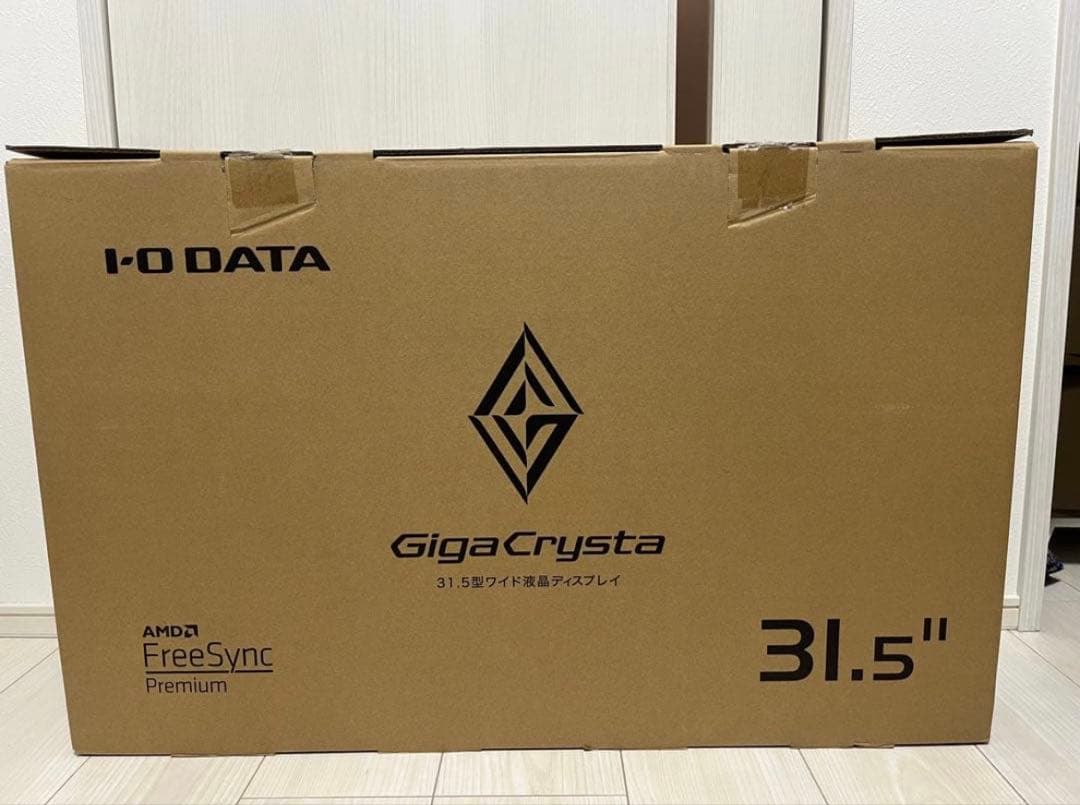 I-O DATA
GigaCrysta
31.5型ワイド液晶ディスプレイ
AMD
FreeSync
Premium
31.5"